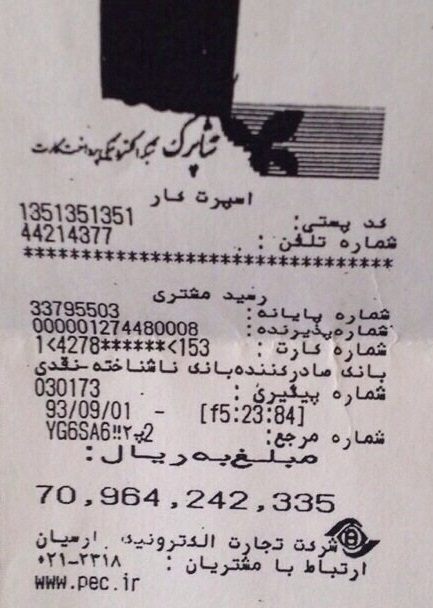 شاپرک شبکه الکترونیکی پرداخت کارت
اسپرت کار
کد پستی: 1351351351
شماره تلفن : 44214377
************************************
رسید مشتری
شماره پایانه: 33795503
شماره پذیرنده: 000001274480008
شماره کارت : 1<4278******<153
بانک صادرکننده بانک ناشناخته-نقدی
شماره پیگیری : 030173
93/09/01 - [f5:23:84]
شماره مرجع:
مبلغ به ریال:
70,964,242,335
شرکت تجارت الکترونیک ارسیان
ارتباط با مشتریان : ۰۲۱-۲۳۱۸
www.pec.ir